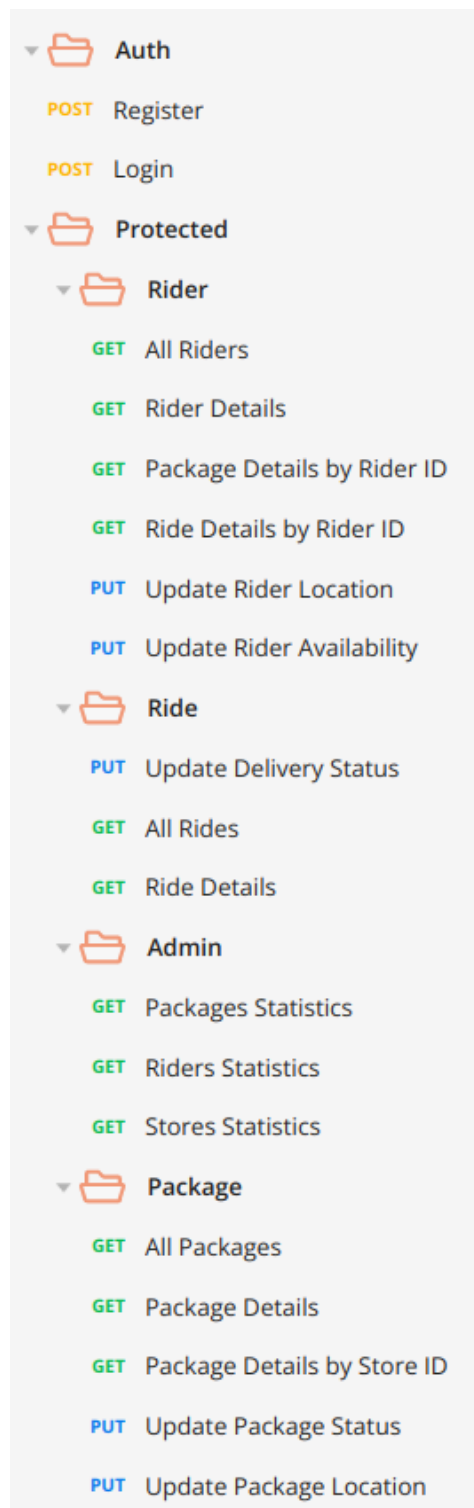 Auth
POST Register
POST Login
Protected
Rider
GET All Riders
GET Rider Details
GET Package Details by Rider ID
GET Ride Details by Rider ID
PUT Update Rider Location
PUT Update Rider Availability
Ride
PUT Update Delivery Status
GET All Rides
GET Ride Details
Admin
GET Packages Statistics
GET Riders Statistics
GET Stores Statistics
Package
GET All Packages
GET Package Details
GET Package Details by Store ID
PUT Update Package Status
PUT Update Package Location